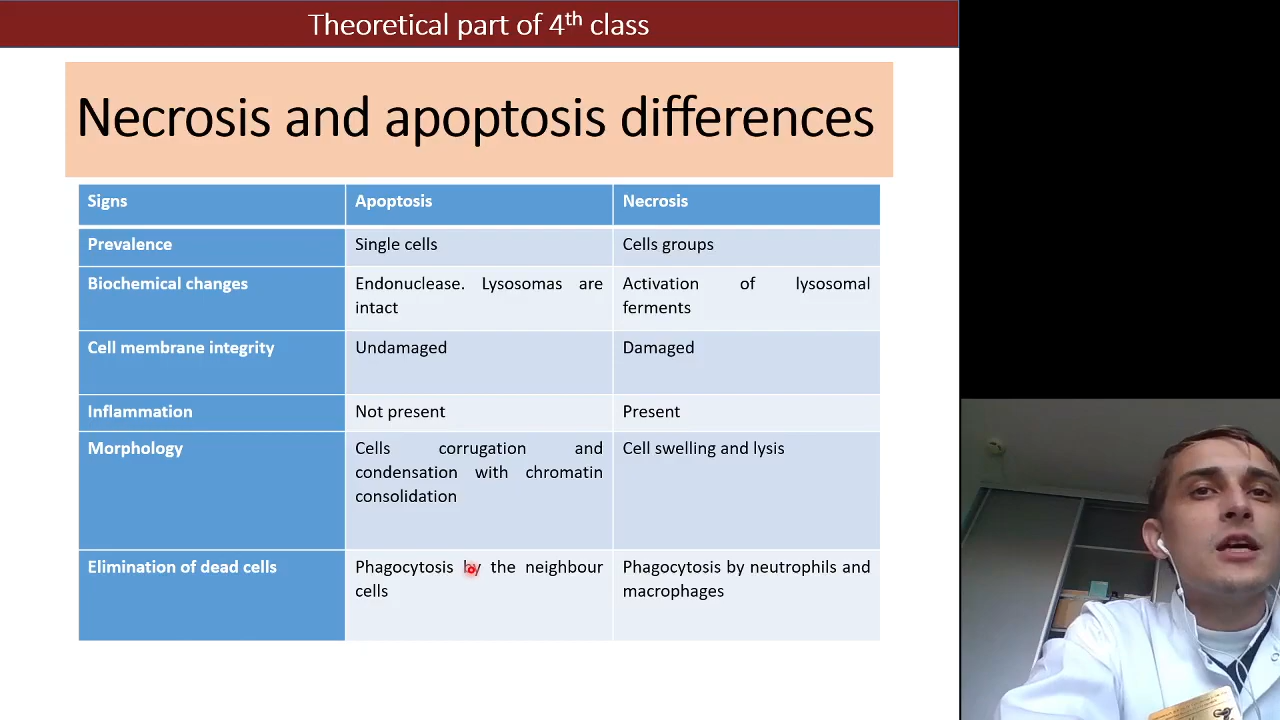 Theoretical part of 4th class
Necrosis and apoptosis differences
Signs Apoptosis Necrosis
Prevalence Single cells Cells groups
Biochemical changes Endonuclease. Lysosomas are Activation of lysosomal
intact ferments
Cell membrane integrity Undamaged Damaged
Inflammation Not present Present
Morphology Cells corrugation and Cell swelling and lysis
condensation with chromatin
consolidation
Elimination of dead cells Phagocytosis by the neighbour Phagocytosis by neutrophils and
cells macrophages